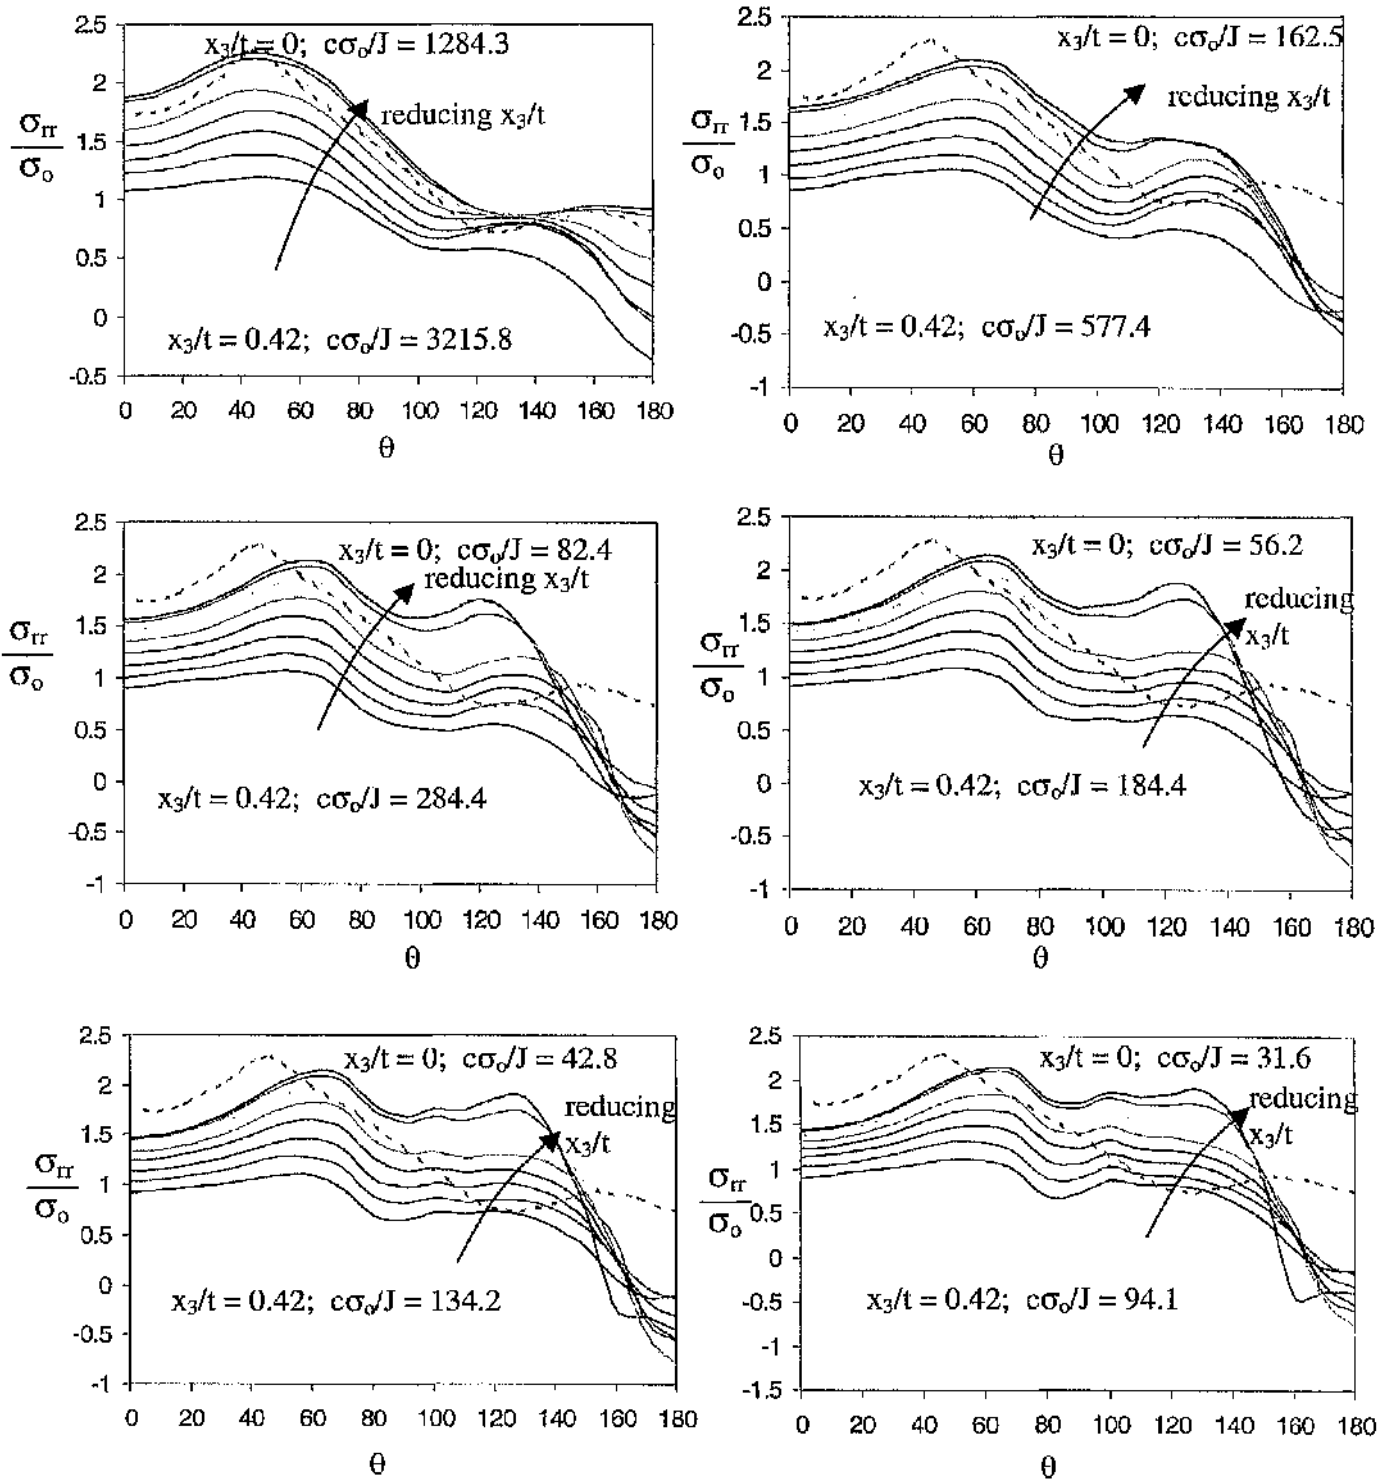 x₃/t = 0; cσₒ/J = 1284.3
reducing x₃/t
σᵣᵣ
σₒ
x₃/t = 0.42; cσₒ/J = 3215.8
2.5
2
1.5
1
0.5
0
-0.5
0 20 40 60 80 100 120 140 160 180
θ
x₃/t = 0; cσₒ/J = 162.5
reducing x₃/t
σᵣᵣ
σₒ
x₃/t = 0.42; cσₒ/J = 577.4
2.5
2
1.5
1
0.5
0
-0.5
-1
0 20 40 60 80 100 120 140 160 180
θ
x₃/t = 0; cσₒ/J = 82.4
reducing x₃/t
σᵣᵣ
σₒ
x₃/t = 0.42; cσₒ/J = 284.4
2.5
2
1.5
1
0.5
0
-0.5
-1
0 20 40 60 80 100 120 140 160 180
θ
x₃/t = 0; cσₒ/J = 56.2
reducing
x₃/t
σᵣᵣ
σₒ
x₃/t = 0.42; cσₒ/J = 184.4
2.5
2
1.5
1
0.5
0
-0.5
-1
0 20 40 60 80 100 120 140 160 180
θ
x₃/t = 0; cσₒ/J = 42.8
reducing
x₃/t
σᵣᵣ
σₒ
x₃/t = 0.42; cσₒ/J = 134.2
2.5
2
1.5
1
0.5
0
-0.5
-1
0 20 40 60 80 100 120 140 160 180
θ
x₃/t = 0; cσₒ/J = 31.6
reducing
x₃/t
σᵣᵣ
σₒ
x₃/t = 0.42; cσₒ/J = 94.1
2.5
2
1.5
1
0.5
0
-0.5
-1
-1.5
0 20 40 60 80 100 120 140 160 180
θ